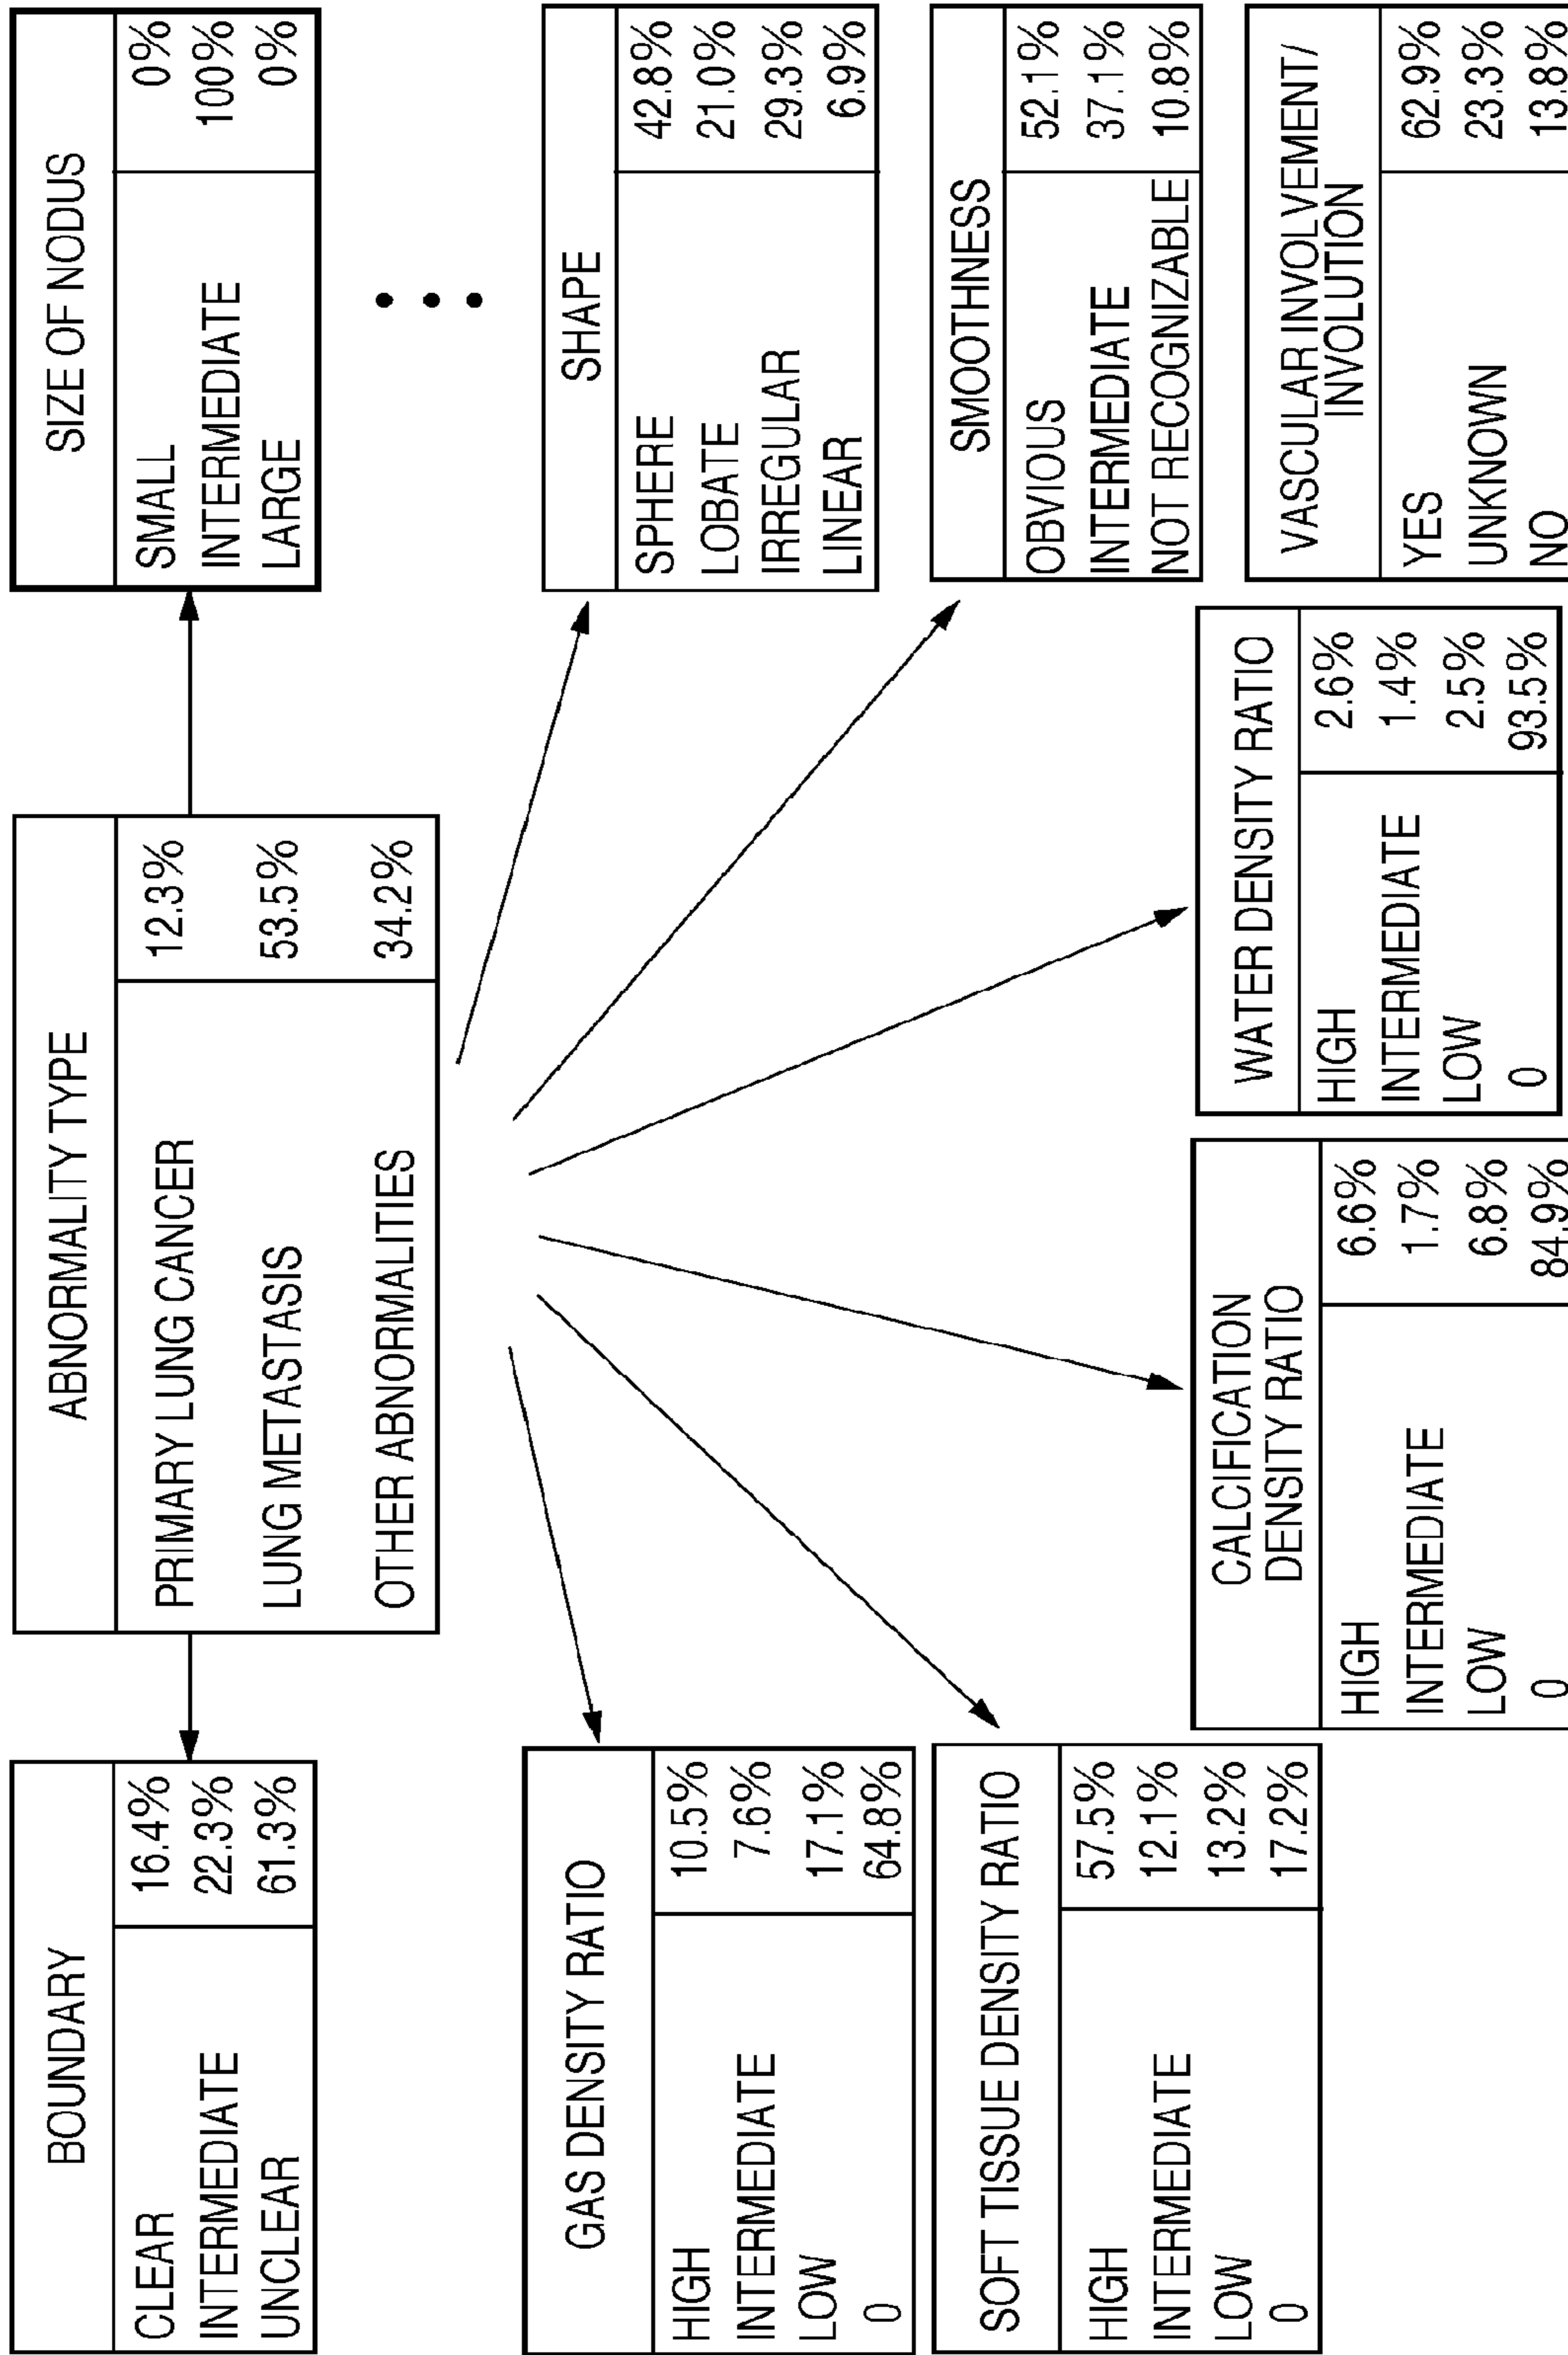 BOUNDARY
CLEAR 16.4%
INTERMEDIATE 22.3%
UNCLEAR 61.3%
ABNORMALITY TYPE
PRIMARY LUNG CANCER 12.3%
LUNG METASTASIS 53.5%
OTHER ABNORMALITIES 34.2%
SIZE OF NODUS
SMALL 0%
INTERMEDIATE 100%
LARGE 0%
GAS DENSITY RATIO
HIGH 10.5%
INTERMEDIATE 7.6%
LOW 17.1%
0 64.8%
SHAPE
SPHERE 42.8%
LOBATE 21.0%
IRREGULAR 29.3%
LINEAR 6.9%
SOFT TISSUE DENSITY RATIO
HIGH 57.5%
INTERMEDIATE 12.1%
LOW 13.2%
0 17.2%
SMOOTHNESS
OBVIOUS 52.1%
INTERMEDIATE 37.1%
NOT RECOGNIZABLE 10.8%
CALCIFICATION
DENSITY RATIO
HIGH 6.6%
INTERMEDIATE 1.7%
LOW 6.8%
0 84.9%
WATER DENSITY RATIO
HIGH 2.6%
INTERMEDIATE 1.4%
LOW 2.5%
0 93.5%
VASCULAR INVOLVEMENT/
INVOLUTION
YES 62.9%
UNKNOWN 23.3%
NO 13.8%